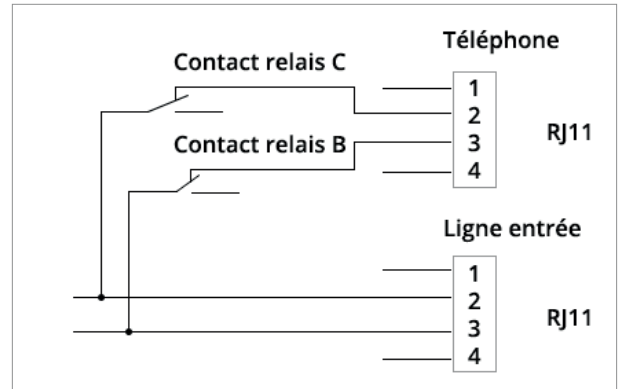 Téléphone
Contact relais C
1
2
RJ11
Contact relais B
3
4
Ligne entrée
1
2
RJ11
3
4